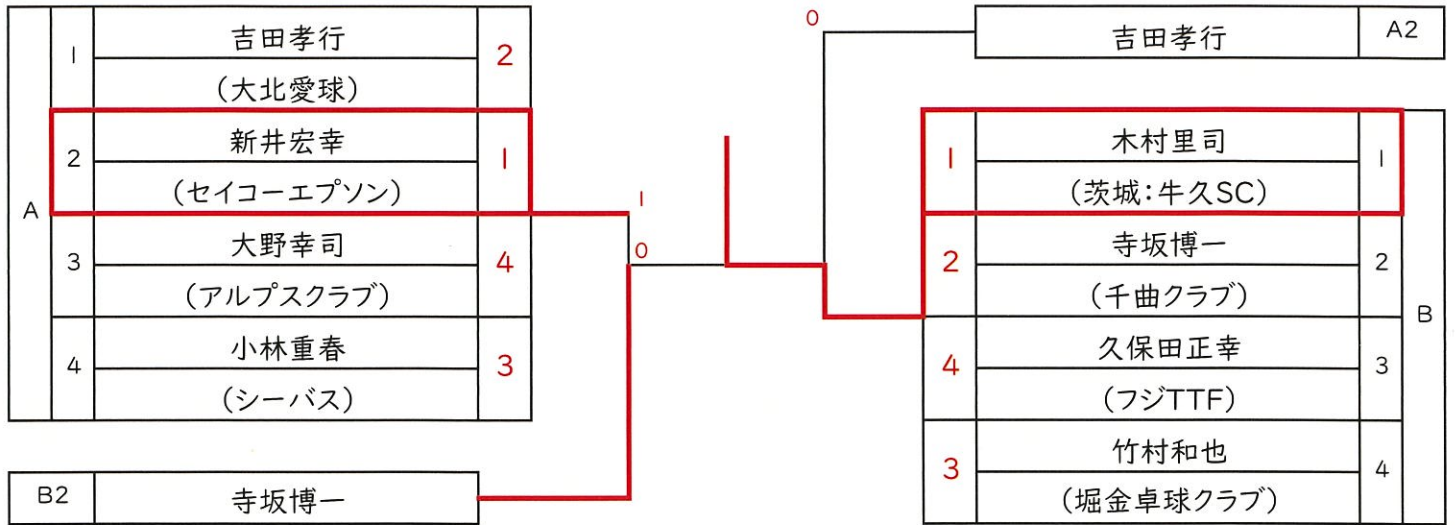 A
1
吉田孝行
(大北愛球)
2
2
新井宏幸
(セイコーエプソン)
1
3
大野幸司
(アルプスクラブ)
4
4
小林重春
(シーバス)
3
B2
寺坂博一
1
0
0
吉田孝行
A2
1
木村里司
(茨城:牛久SC)
1
2
寺坂博一
(千曲クラブ)
2
4
久保田正幸
(フジTTF)
3
3
竹村和也
(堀金卓球クラブ)
4
B